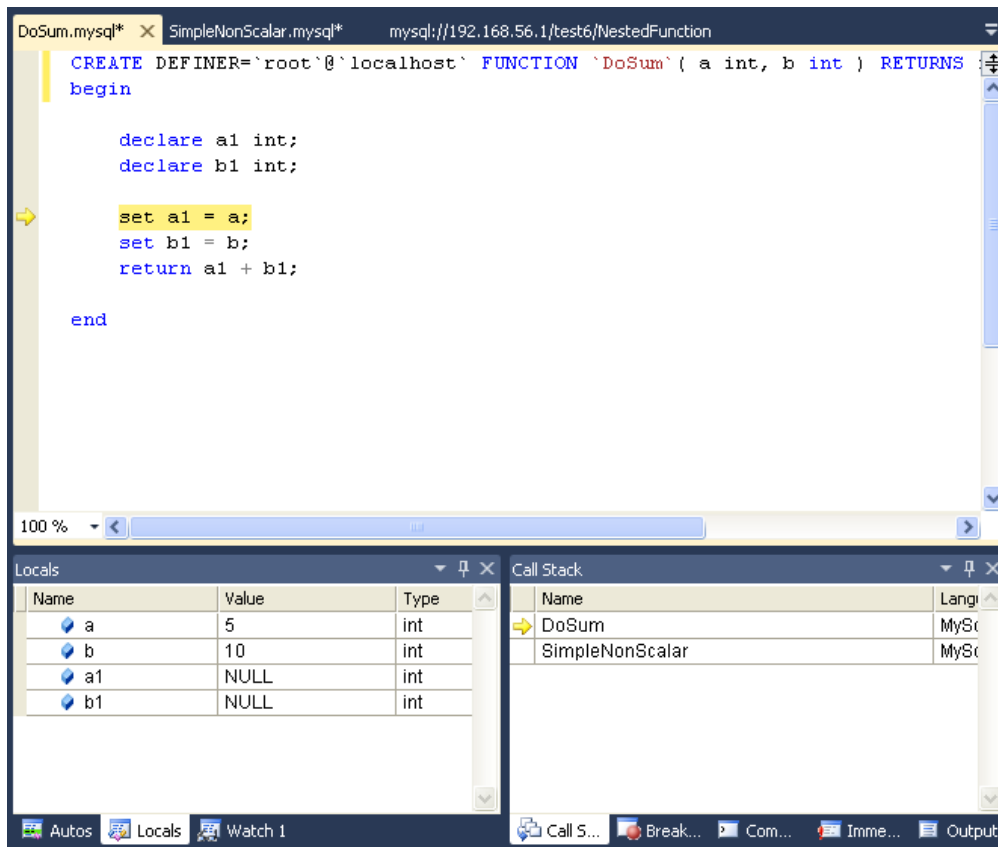 DoSum.mysql* SimpleNonScalar.mysql* mysql://192.168.56.1/test6/NestedFunction
CREATE DEFINER=`root`@`localhost` FUNCTION `DoSum`( a int, b int ) RETURNS
begin
declare a1 int;
declare b1 int;
set a1 = a;
set b1 = b;
return a1 + b1;
end
100 %
Locals
Name Value Type
a 5 int
b 10 int
a1 NULL int
b1 NULL int
Autos Locals Watch 1
Call Stack
Name Langu
DoSum MySQ
SimpleNonScalar MySQ
Call S... Break... Com... Imme... Output